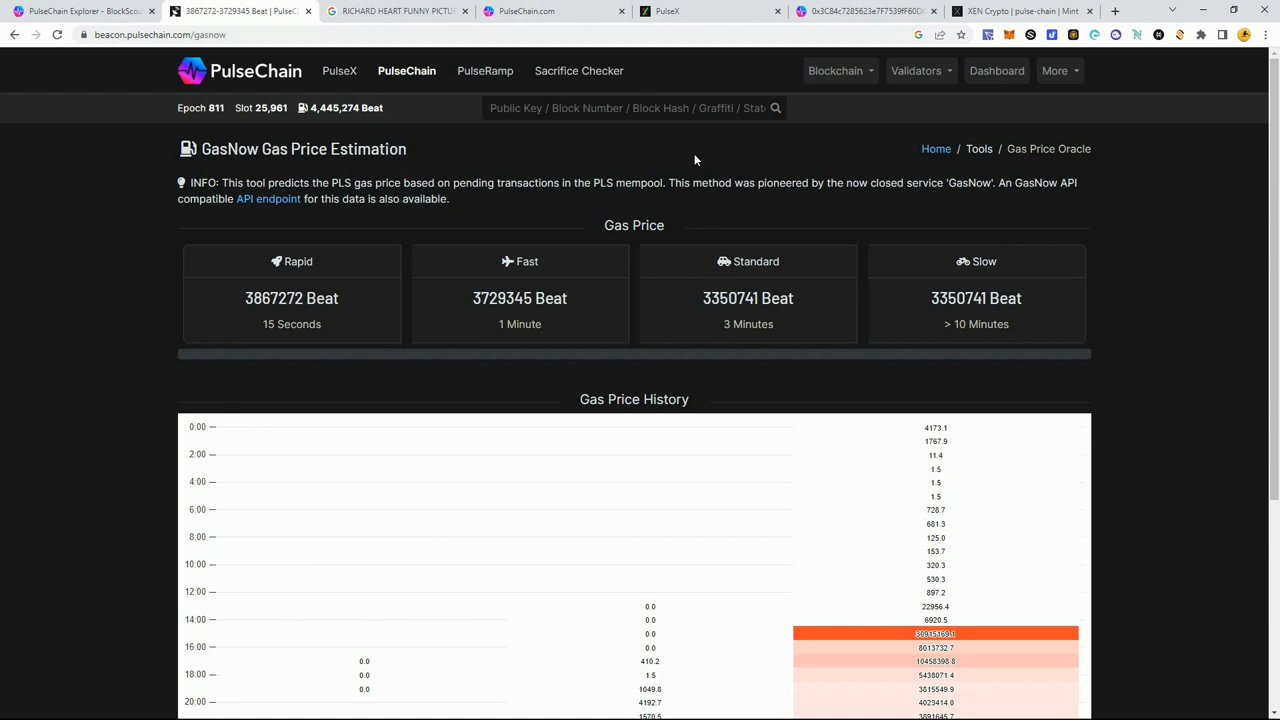 PulseChain Explorer - BlockScou
3867272-3729345 Beat | PulseC
RICHARD HEART FUNNY PICTUR
PulseChain.com
PulseX
0x3C84c7285623e7F7539fF60D0
XEN Crypto | pulse-chain | Mint
beacon.pulsechain.com/gasnow
PulseChain
PulseX
PulseChain
PulseRamp
Sacrifice Checker
Blockchain
Validators
Dashboard
More
Epoch 811 Slot 25,961 4,445,274 Beat
Public Key / Block Number / Block Hash / Graffiti / State
GasNow Gas Price Estimation
Home / Tools / Gas Price Oracle
INFO: This tool predicts the PLS gas price based on pending transactions in the PLS mempool. This method was pioneered by the now closed service 'GasNow'. An GasNow API
compatible API endpoint for this data is also available.
Gas Price
Rapid
Fast
Standard
Slow
3867272 Beat
3729345 Beat
3350741 Beat
3350741 Beat
15 Seconds
1 Minute
3 Minutes
> 10 Minutes
Gas Price History
0:00 4173.1
1767.9
2:00 11.4
1.5
4:00 1.5
1.5
6:00 728.7
681.3
8:00 125.0
153.7
10:00 320.3
530.3
12:00 897.2
0.0 22956.4
14:00 0.0 6920.5
0.0
16:00 0.0 8013732.7
0.0 410.2 10458398.8
18:00 0.0 1.5 5438071.4
0.0 1049.8 3815549.9
20:00 4192.7 4023414.0
1570.5 3891645.7